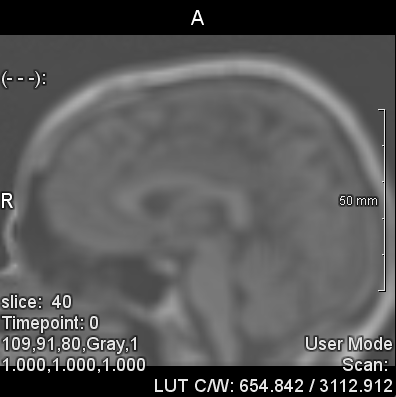 A
(- - -):
R
50 mm
slice: 40
Timepoint: 0
109,91,80,Gray,1
User Mode
1.000,1.000,1.000
Scan:
LUT C/W: 654.842 / 3112.912